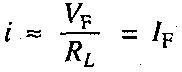 i ≈ V_F / R_L = I_F